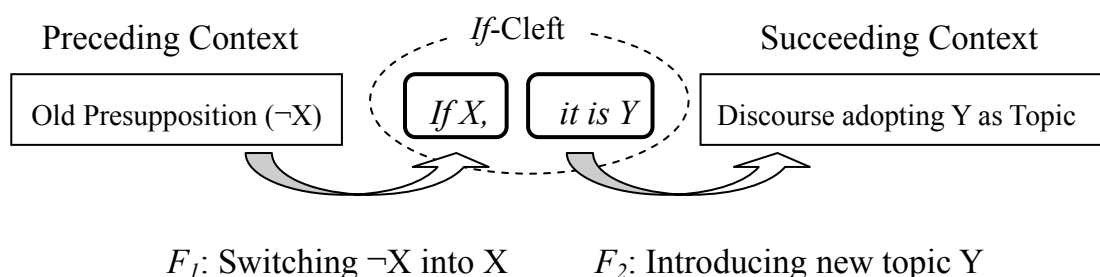 If-Cleft
Preceding Context
Succeeding Context
Old Presupposition (¬X)
If X,
it is Y
Discourse adopting Y as Topic
F1: Switching ¬X into X
F2: Introducing new topic Y